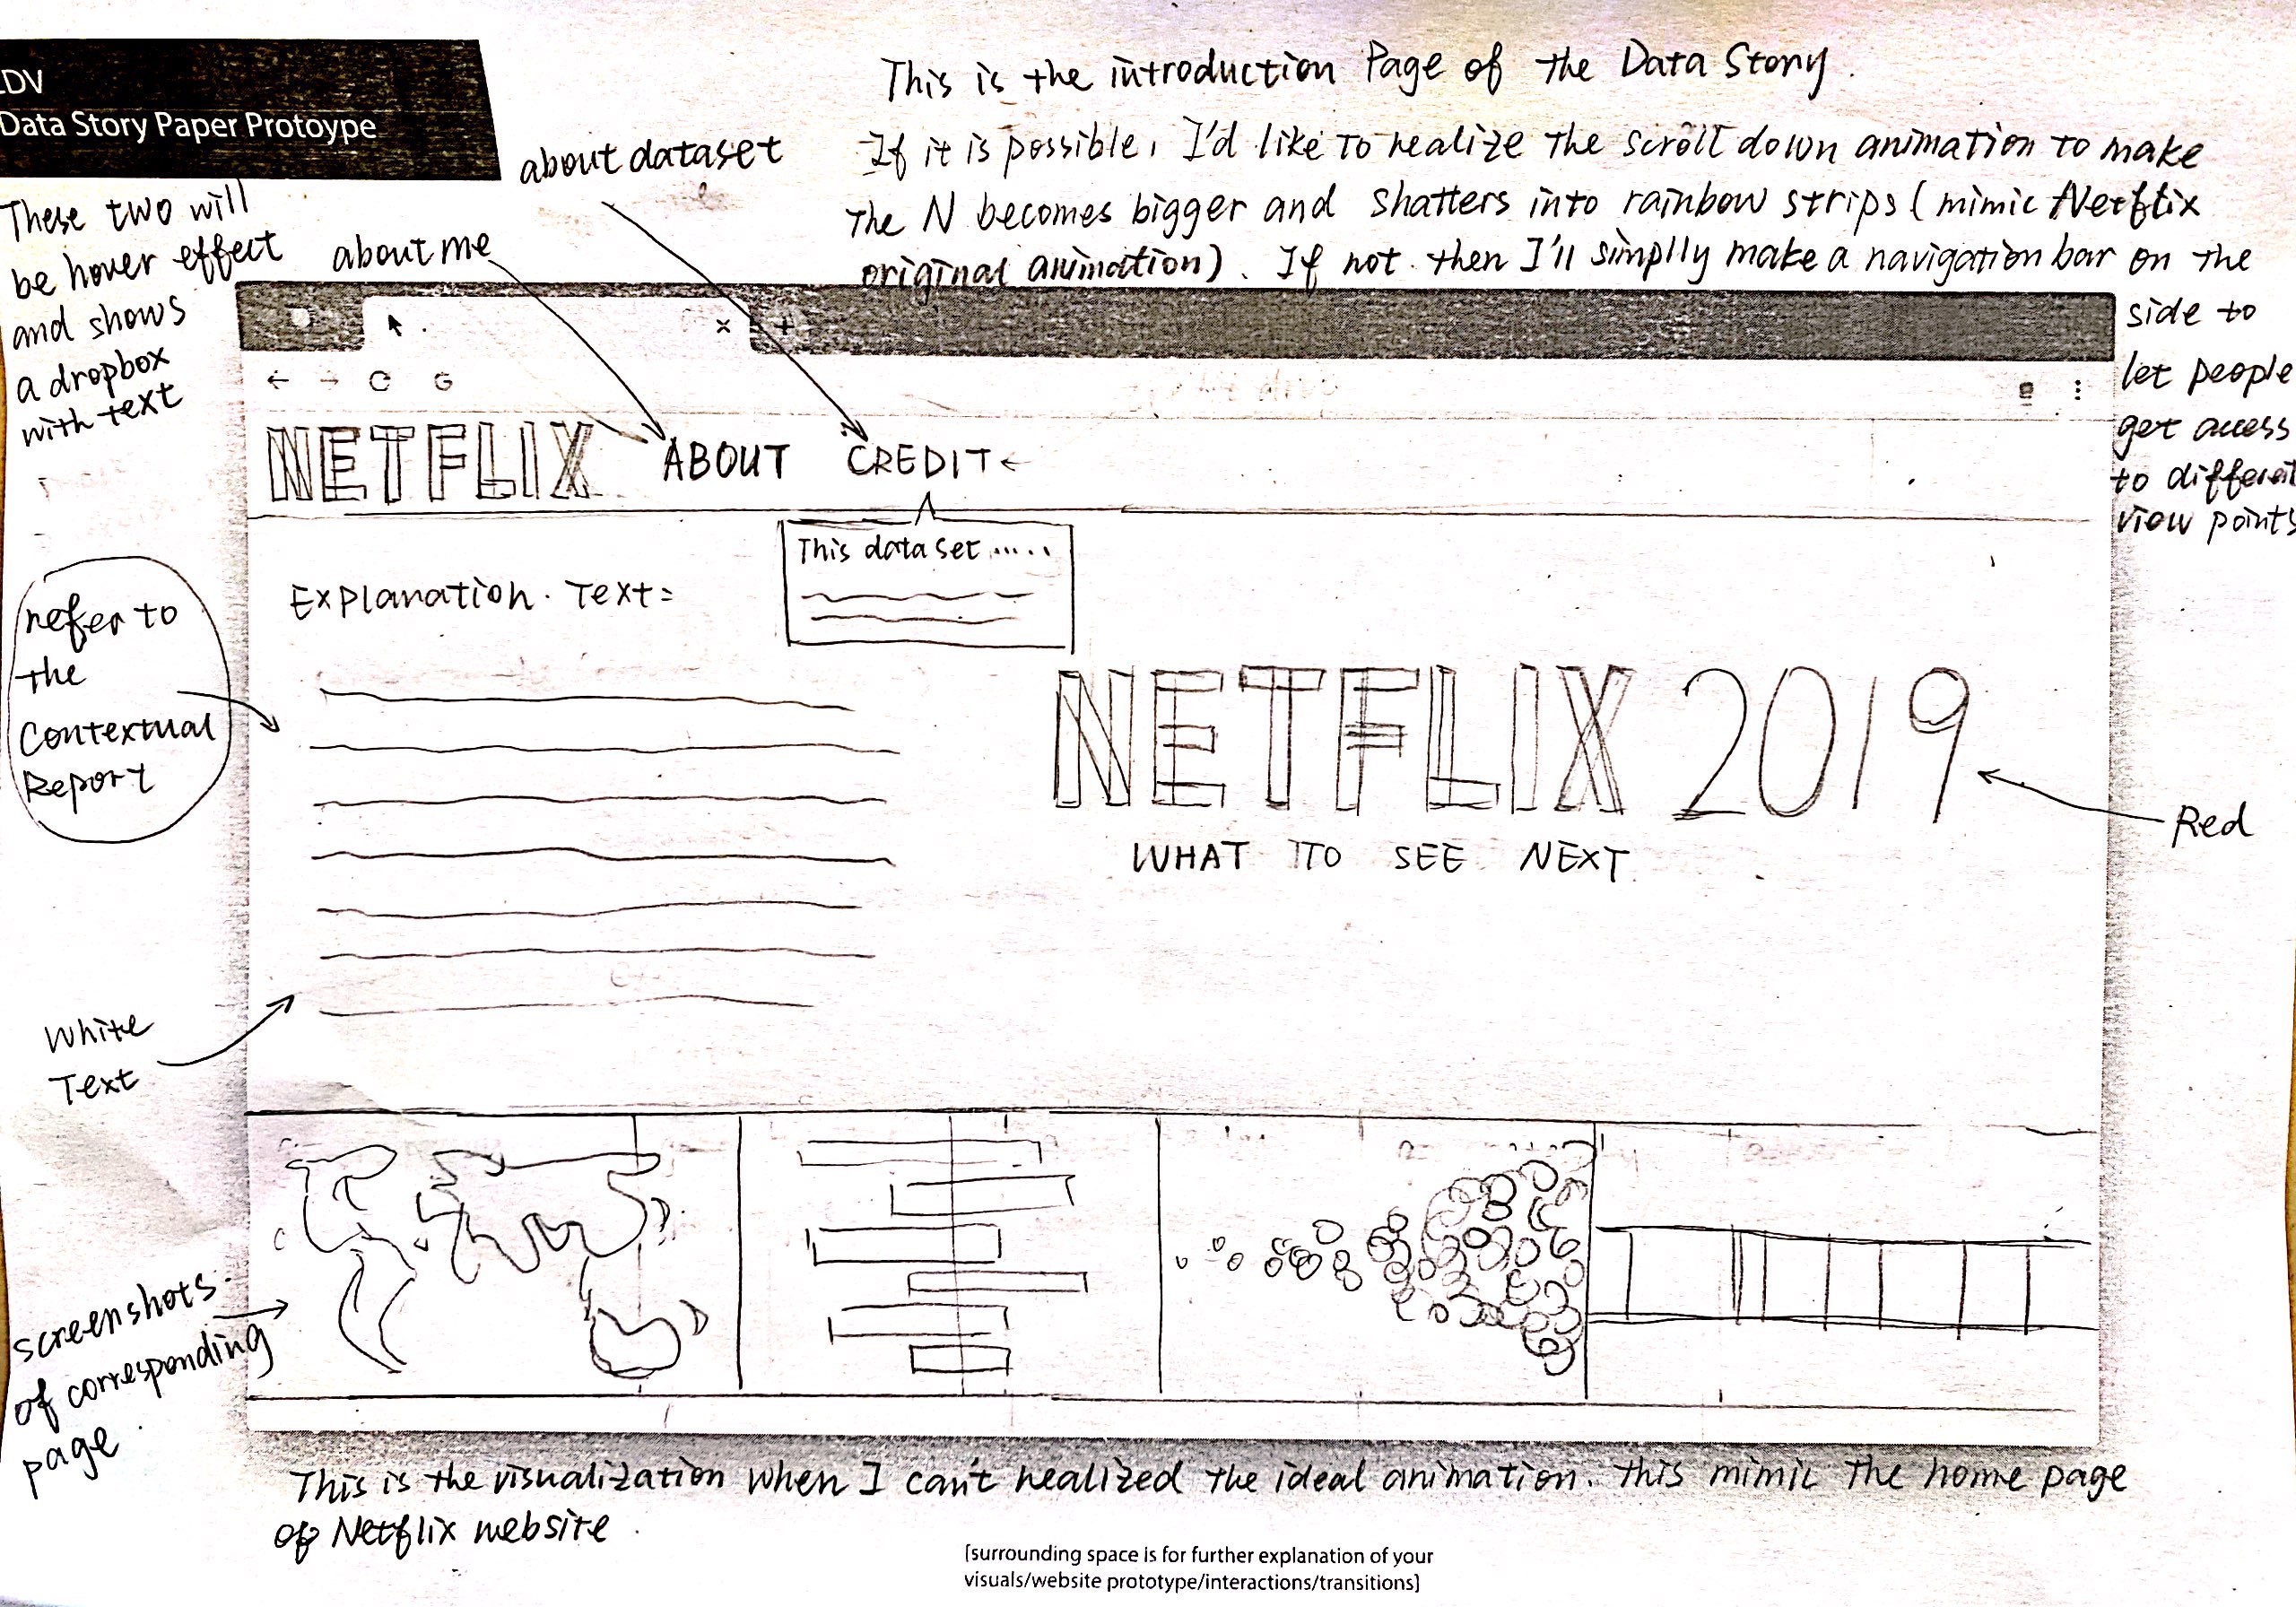 LDV
Data Story Paper Protoype
This is the introduction Page of the Data Story.
If it is possible, I'd like to realize the scroll down animation to make
the N becomes bigger and shatters into rainbow strips (mimic Netflix
original animation). If not. then I'll simplly make a navigation bar on the
side to
let people
get access
to different
view points
about dataset
about me
These two will
be hover effect
and shows
a dropbox
with text
NETFLIX ABOUT CREDIT
This dataset .....
Explanation. Text:
refer to
the
Contextual
Report
NETFLIX 2019
Red
WHAT TO SEE NEXT
White
Text
screenshots
of corresponding
page.
This is the visualization when I can't realized the ideal animation. this mimic the home page
of Netflix website.
[surrounding space is for further explanation of your
visuals/website prototype/interactions/transitions]